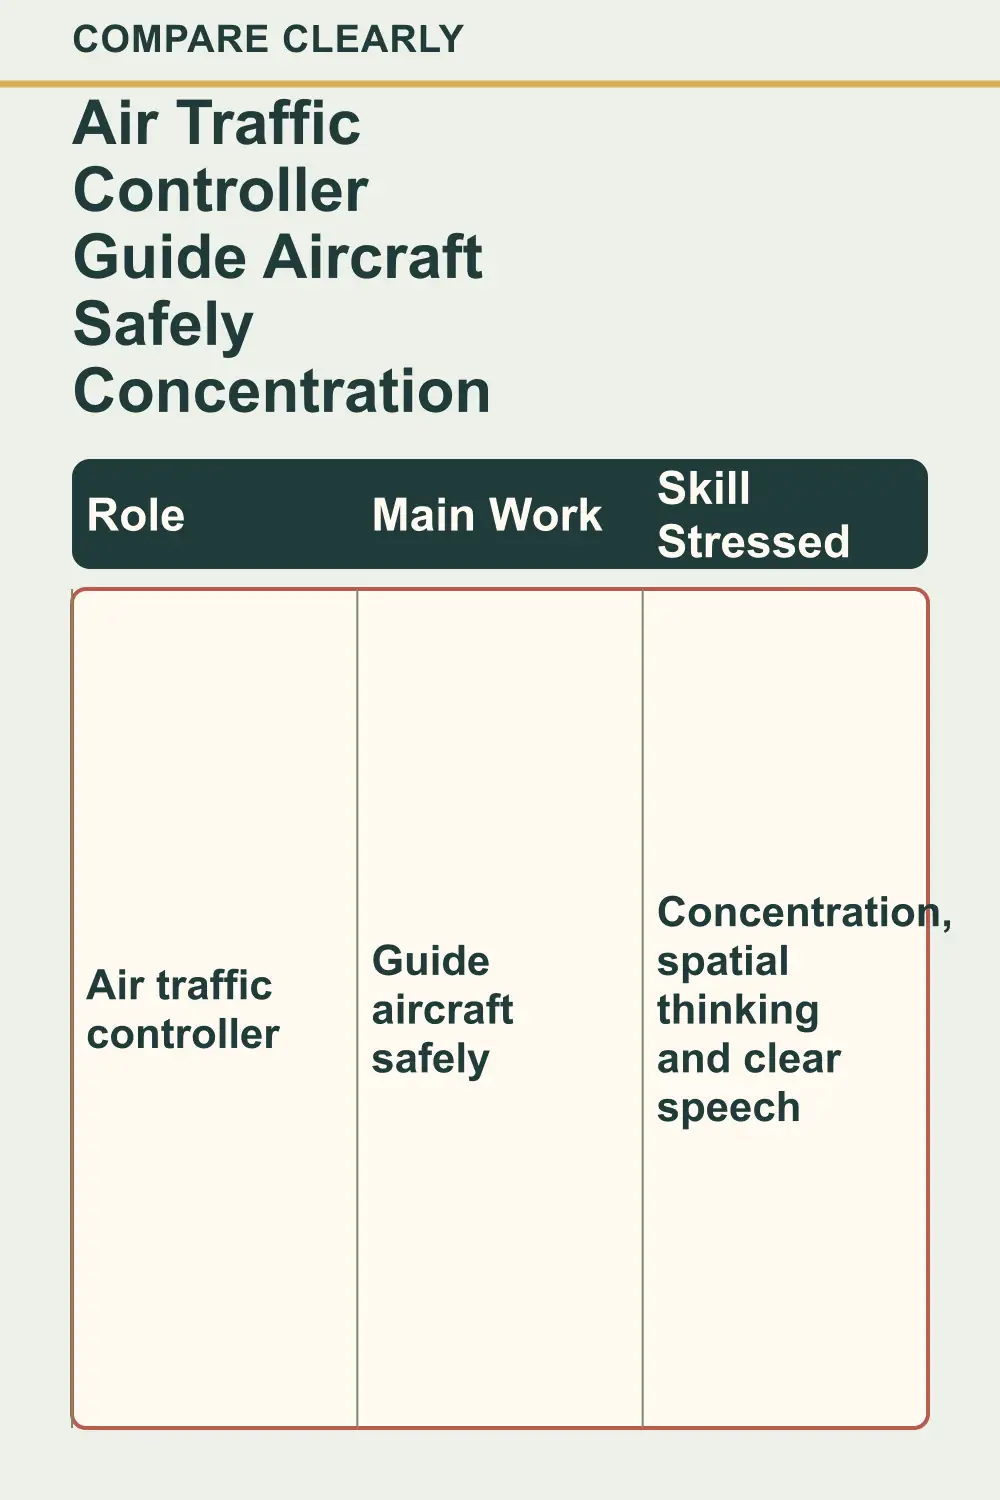 COMPARE CLEARLY
Air Traffic
Controller
Guide Aircraft
Safely
Concentration
Role
Main Work
Skill
Stressed
Air traffic
controller
Guide
aircraft
safely
Concentration,
spatial
thinking
and clear
speech